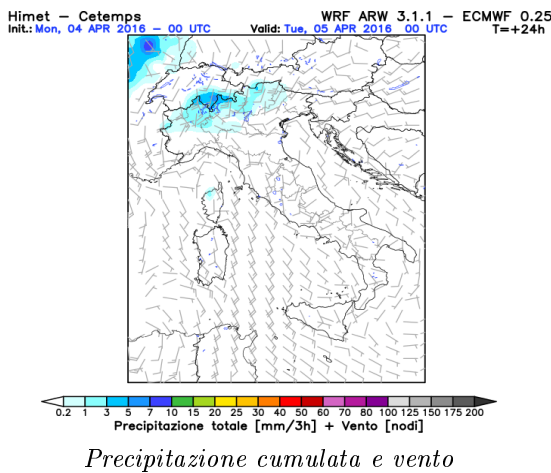 Himet – Cetemps WRF ARW 3.1.1 – ECMWF 0.25
Init.: Mon, 04 APR 2016 – 00 UTC Valid: Tue, 05 APR 2016 00 UTC T=+24h
0.2 1 3 5 7 10 15 20 25 30 40 50 60 70 80 100 125 150 175 200
Precipitazione totale [mm/3h] + Vento [nodi]
Precipitazione cumulata e vento